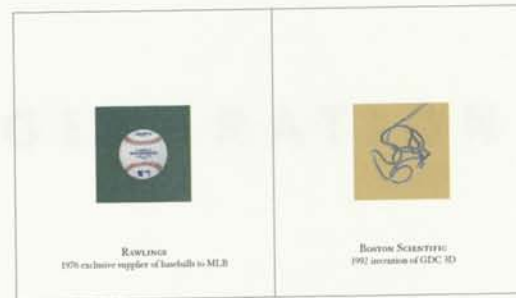 RAWLINGS
1976 exclusive supplier of baseballs to MLB
BOSTON SCIENTIFIC
1992 invention of GDC 3D